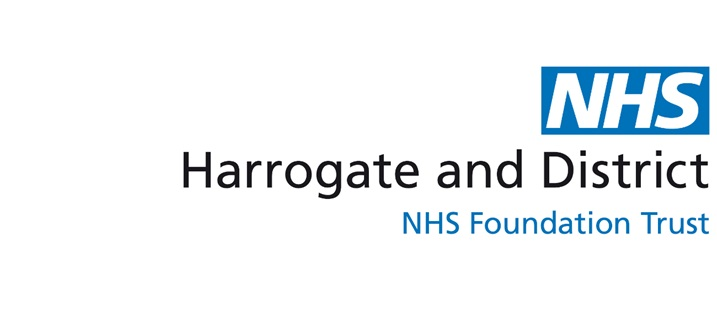 NHS
Harrogate and District
NHS Foundation Trust